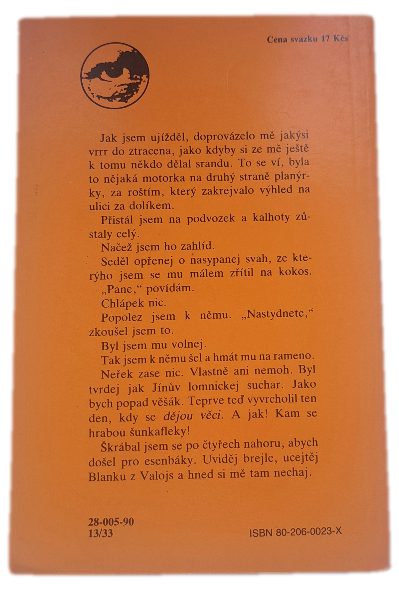 Cena svazku 17 Kčs
Jak jsem ujížděl, doprovázelo mě jakýsi
vrrr do ztracena, jako kdyby si ze mě ještě
k tomu někdo dělal srandu. To se ví, byla
to nějaká motorka na druhý straně planýr-
ky, za roštím, který zakrejvalo výhled na
ulici za dolíkem.
Přistál jsem na podvozek a kalhoty zů-
staly celý.
Načež jsem ho zahlíd.
Seděl opřenej o nasypanej svah, ze kte-
rýho jsem se mu málem zřítil na kokos.
„Pane,“ povídám.
Chlápek nic.
Popolez jsem k němu. „Nastydnete,“
zkoušel jsem to.
Byl jsem mu volnej.
Tak jsem k němu šel a hmát mu na rameno.
Neřek zase nic. Vlastně ani nemoh. Byl
tvrdej jak Jínův lomnickej suchar. Jako
bych popad věšák. Teprve teď vyvrcholil ten
den, kdy se dějou věci. A jak! Kam se
hrabou šunkafleky!
Škrábal jsem se po čtyřech nahoru, abych
došel pro esenbáky. Uviděj brejle, ucejtěj
Blanku z Valojs a hned si mě tam nechaj.
28-005-90
13/33
ISBN 80-206-0023-X